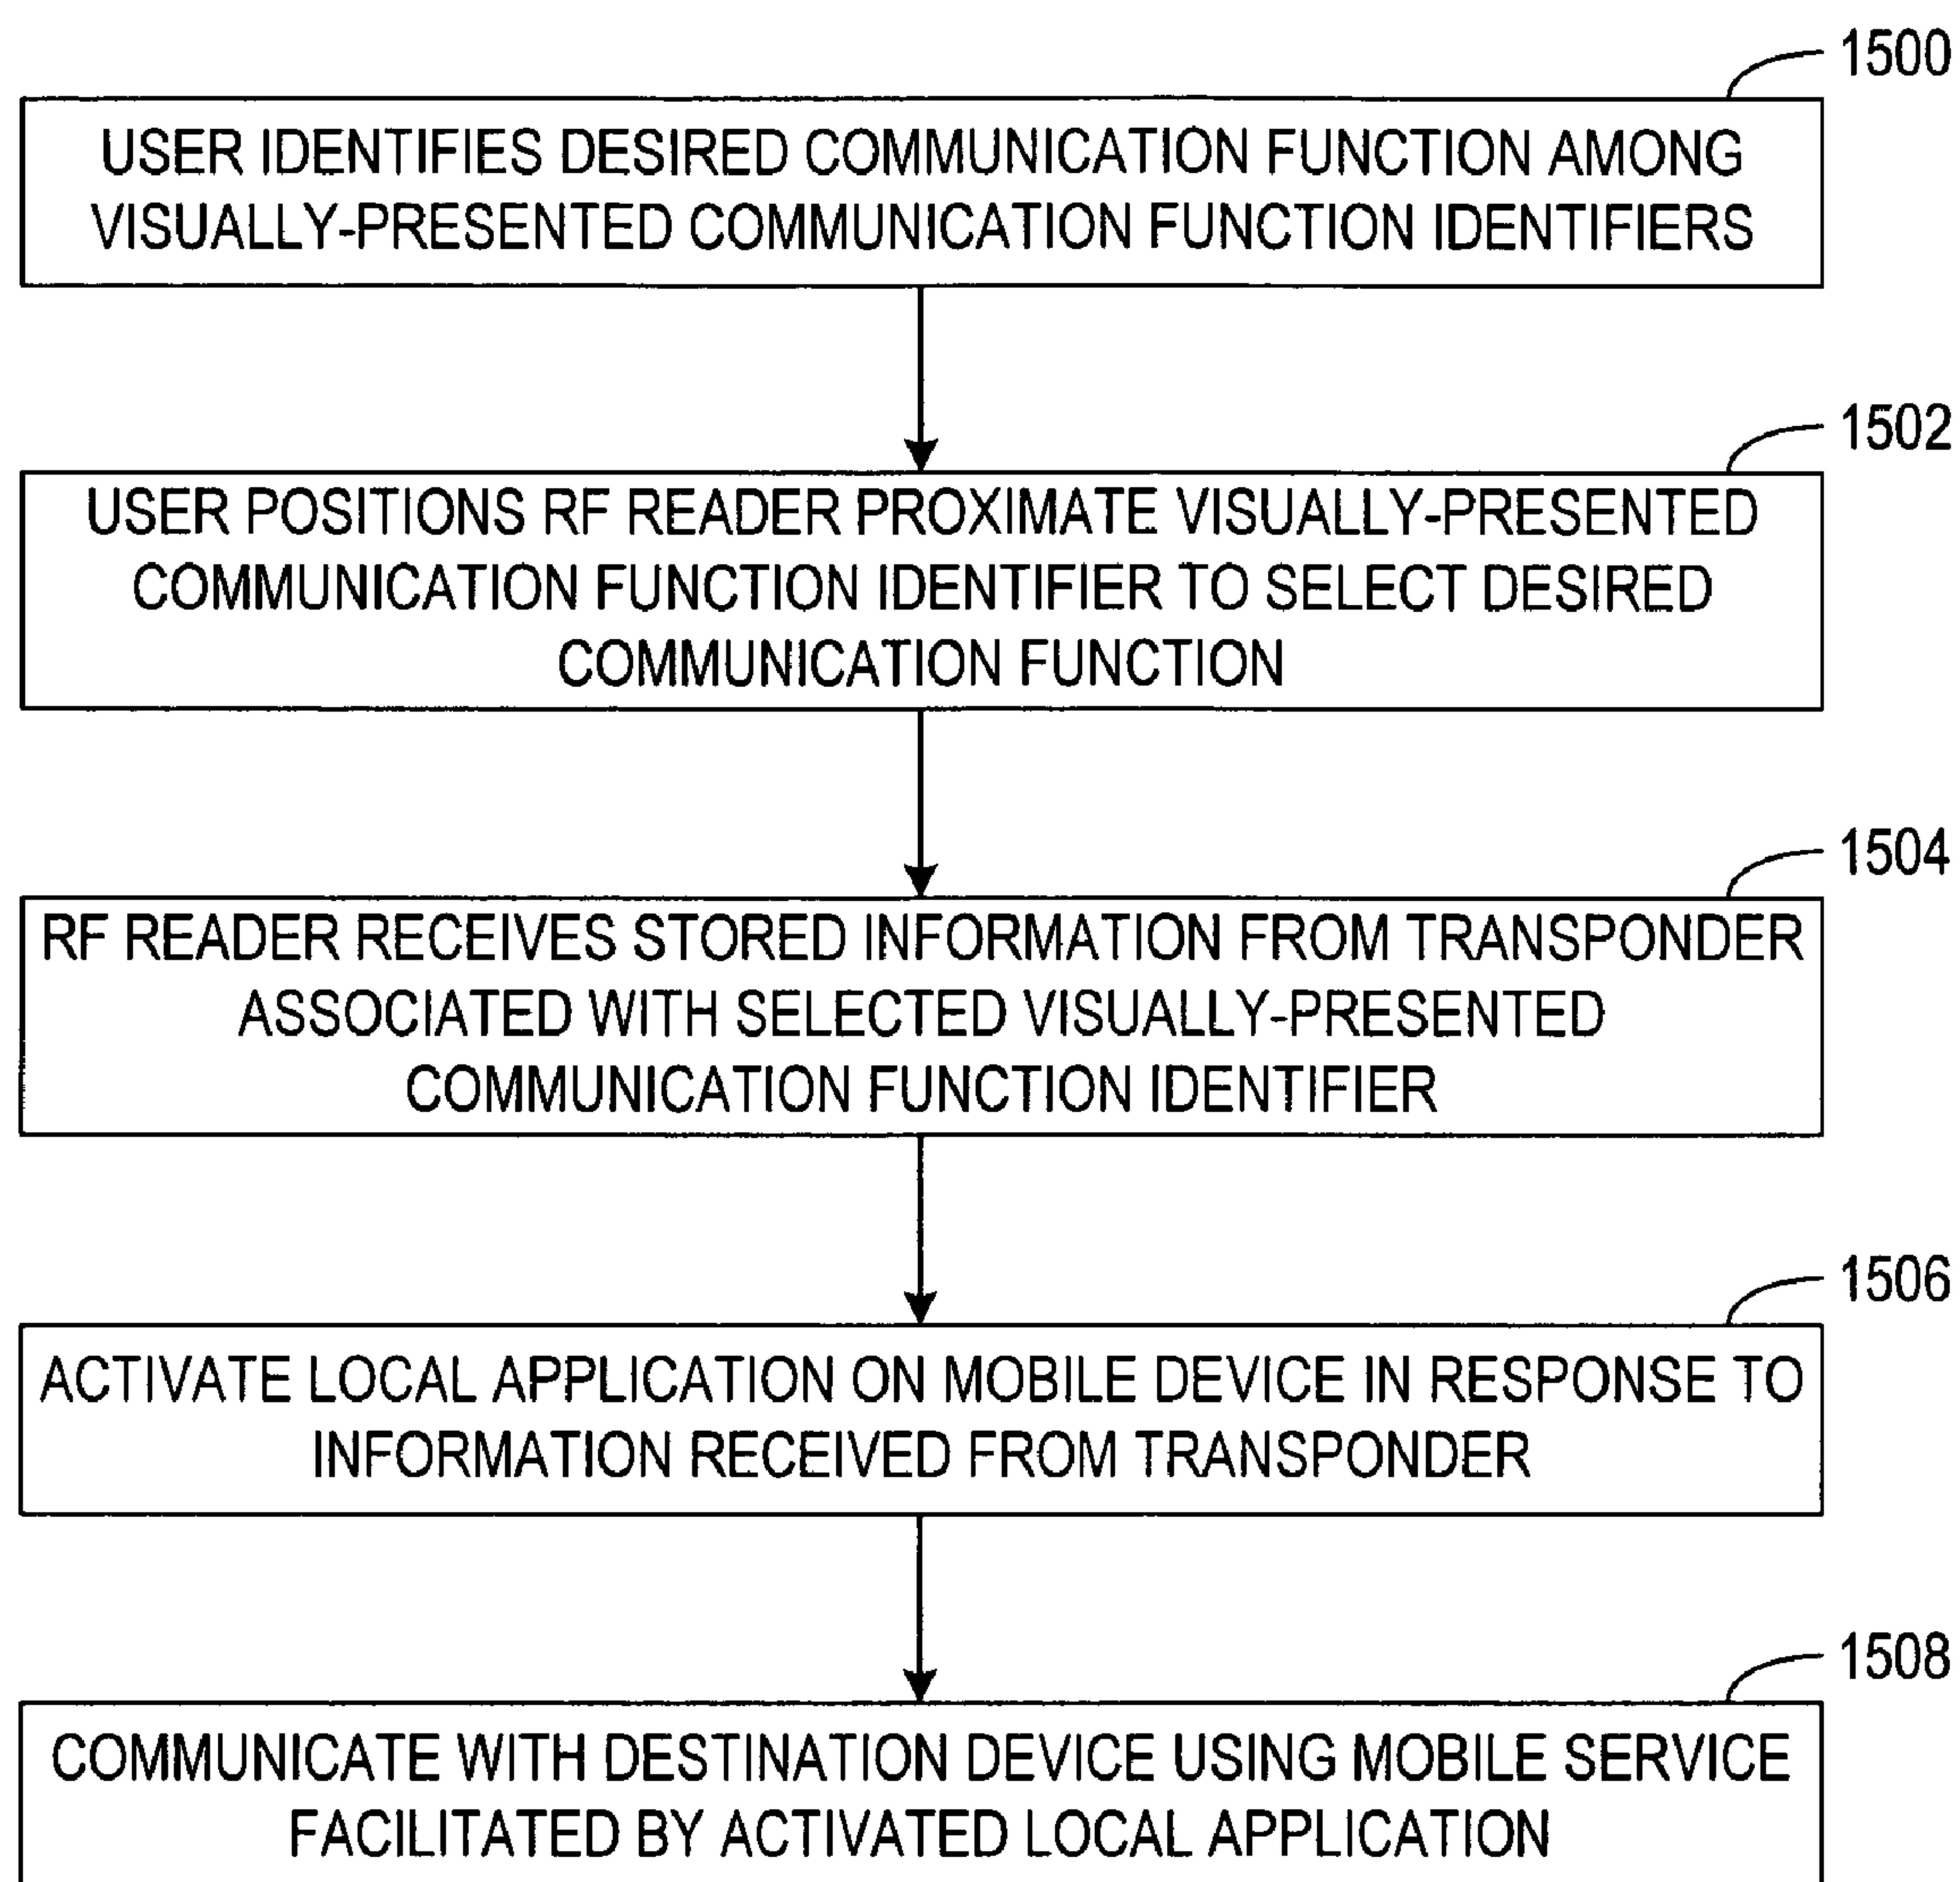 1500
USER IDENTIFIES DESIRED COMMUNICATION FUNCTION AMONG
VISUALLY-PRESENTED COMMUNICATION FUNCTION IDENTIFIERS
1502
USER POSITIONS RF READER PROXIMATE VISUALLY-PRESENTED
COMMUNICATION FUNCTION IDENTIFIER TO SELECT DESIRED
COMMUNICATION FUNCTION
1504
RF READER RECEIVES STORED INFORMATION FROM TRANSPONDER
ASSOCIATED WITH SELECTED VISUALLY-PRESENTED
COMMUNICATION FUNCTION IDENTIFIER
1506
ACTIVATE LOCAL APPLICATION ON MOBILE DEVICE IN RESPONSE TO
INFORMATION RECEIVED FROM TRANSPONDER
1508
COMMUNICATE WITH DESTINATION DEVICE USING MOBILE SERVICE
FACILITATED BY ACTIVATED LOCAL APPLICATION